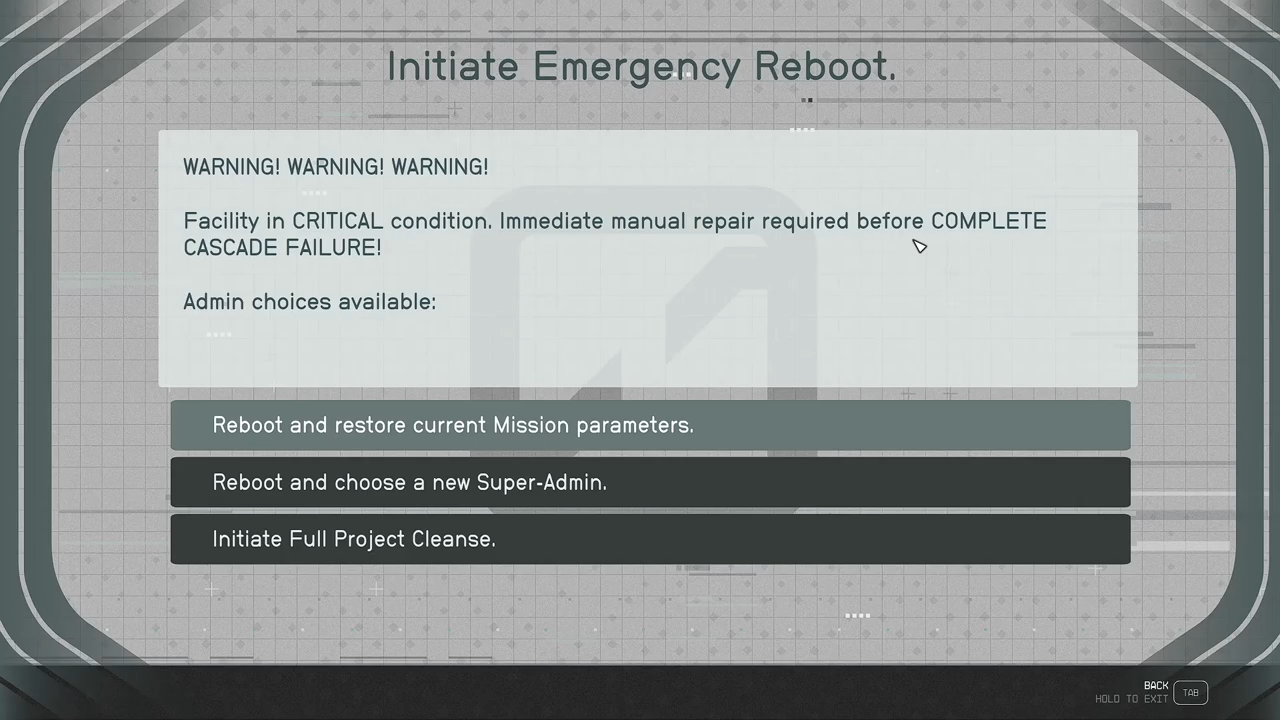 Initiate Emergency Reboot.
WARNING! WARNING! WARNING!
Facility in CRITICAL condition. Immediate manual repair required before COMPLETE
CASCADE FAILURE!
Admin choices available:
Reboot and restore current Mission parameters.
Reboot and choose a new Super-Admin.
Initiate Full Project Cleanse.
BACK
HOLD TO EXIT
TAB